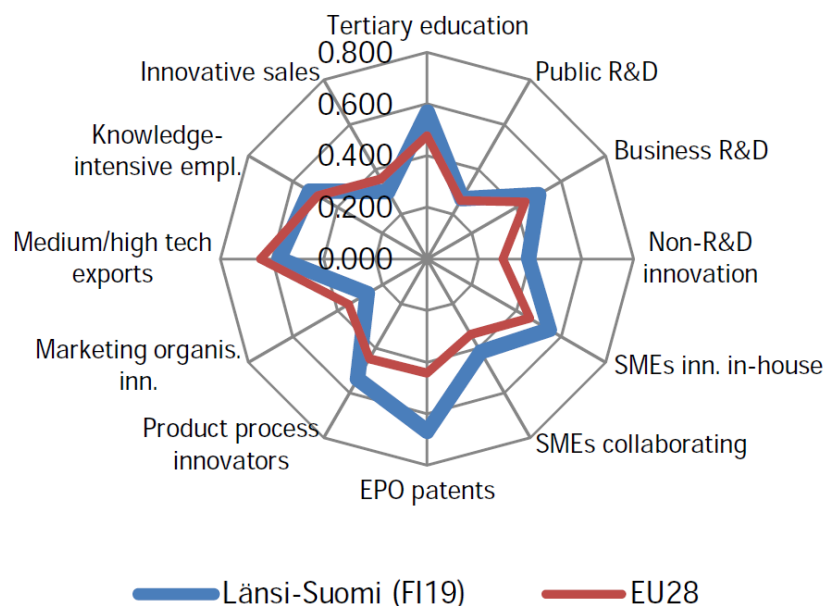 Tertiary education
0.800
Public R&D
Innovative sales
0.600
Knowledge-
intensive empl.
Business R&D
0.400
0.200
Medium/high tech
exports
0.000
Non-R&D
innovation
Marketing organis.
inn.
SMEs inn. in-house
Product process
innovators
SMEs collaborating
EPO patents
Länsi-Suomi (FI19)
EU28